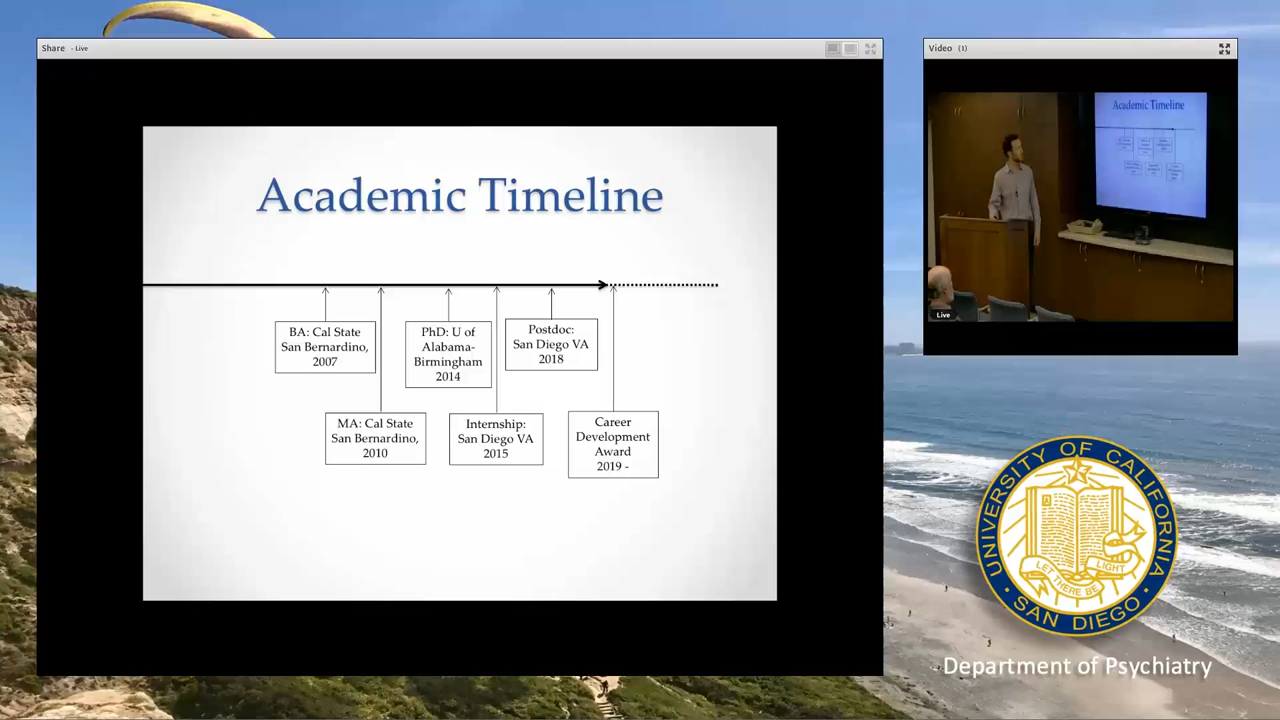 Share - Live
Video (1)
Academic Timeline
BA: Cal State
San Bernardino,
2007
PhD: U of
Alabama-
Birmingham
2014
Postdoc:
San Diego VA
2018
MA: Cal State
San Bernardino,
2010
Internship:
San Diego VA
2015
Career
Development
Award
2019 -
Academic Timeline
Live
UNIVERSITY OF CALIFORNIA
LET THERE BE LIGHT
• SAN DIEGO •
Department of Psychiatry